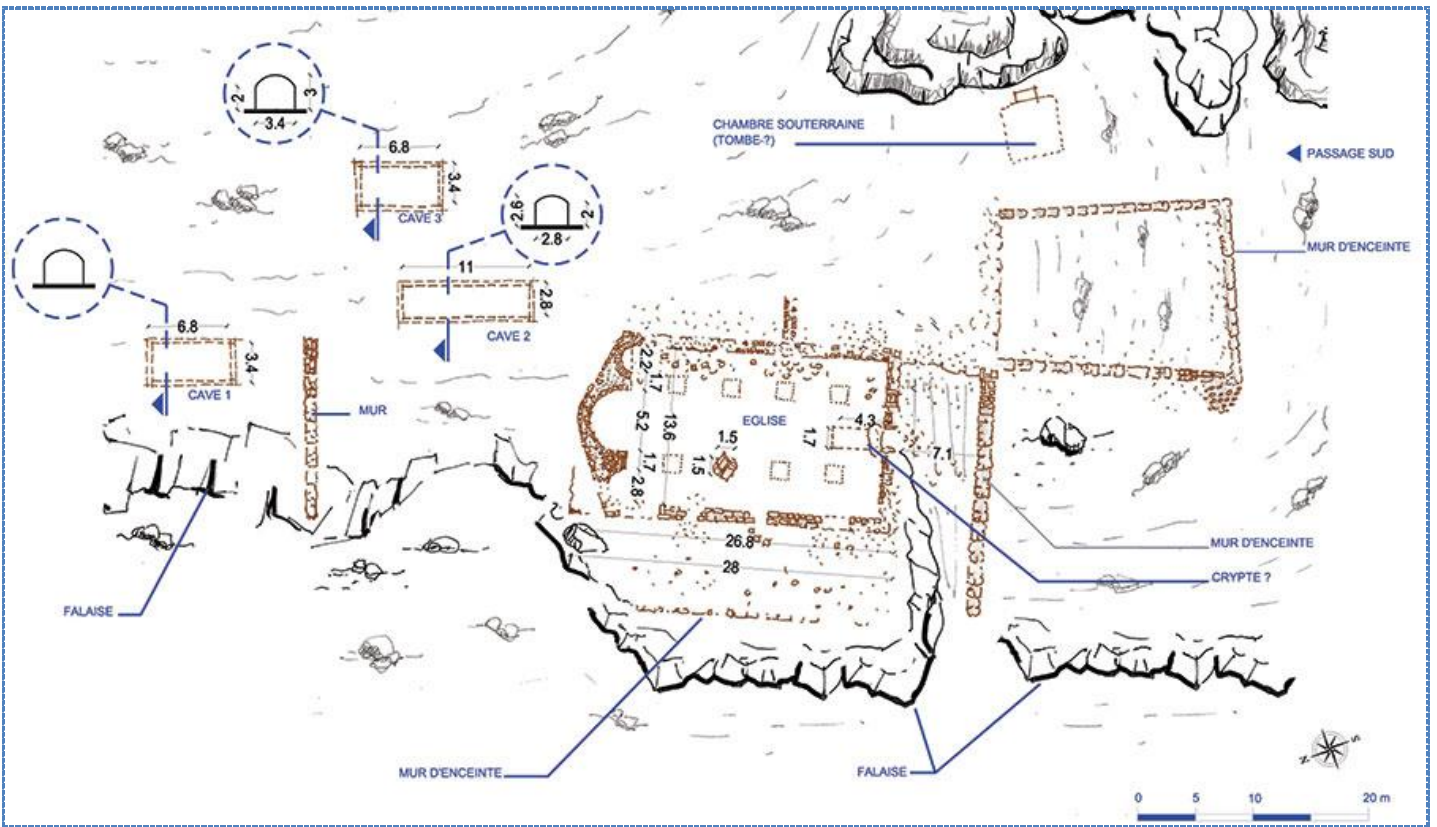 2
3
3.4
6.8
3.4
CAVE 3
CHAMBRE SOUTERRAINE
(TOMBE-?)
PASSAGE SUD
2.6
2
2.8
11
2.8
CAVE 2
MUR D'ENCEINTE
6.8
3.4
CAVE 1
MUR
2.2
1.7
5.2
13.6
1.7
2.8
EGLISE
1.5
1.5
1.7
4.3
7.1
26.8
28
MUR D'ENCEINTE
CRYPTE ?
FALAISE
MUR D'ENCEINTE
FALAISE
N
S
0
5
10
20 m